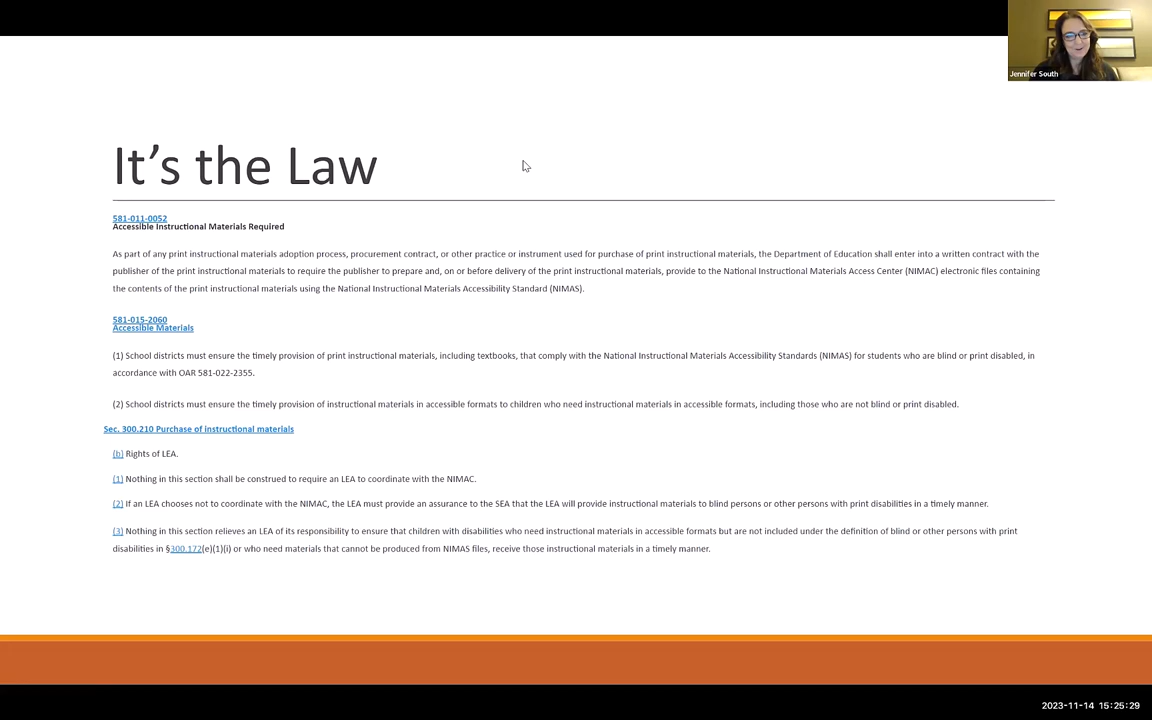 Jennifer South
It's the Law
581-011-0052
Accessible Instructional Materials Required
As part of any print instructional materials adoption process, procurement contract, or other practice or instrument used for purchase of print instructional materials, the Department of Education shall enter into a written contract with the
publisher of the print instructional materials to require the publisher to prepare and, on or before delivery of the print instructional materials, provide to the National Instructional Materials Access Center (NIMAC) electronic files containing
the contents of the print instructional materials using the National Instructional Materials Accessibility Standard (NIMAS).
581-015-2060
Accessible Materials
(1) School districts must ensure the timely provision of print instructional materials, including textbooks, that comply with the National Instructional Materials Accessibility Standards (NIMAS) for students who are blind or print disabled, in
accordance with OAR 581-022-2355.
(2) School districts must ensure the timely provision of instructional materials in accessible formats to children who need instructional materials in accessible formats, including those who are not blind or print disabled.
Sec. 300.210 Purchase of instructional materials
(b) Rights of LEA.
(1) Nothing in this section shall be construed to require an LEA to coordinate with the NIMAC.
(2) If an LEA chooses not to coordinate with the NIMAC, the LEA must provide an assurance to the SEA that the LEA will provide instructional materials to blind persons or other persons with print disabilities in a timely manner.
(3) Nothing in this section relieves an LEA of its responsibility to ensure that children with disabilities who need instructional materials in accessible formats but are not included under the definition of blind or other persons with print
disabilities in §300.172(e)(1)(i) or who need materials that cannot be produced from NIMAS files, receive those instructional materials in a timely manner.
2023-11-14 15:25:29